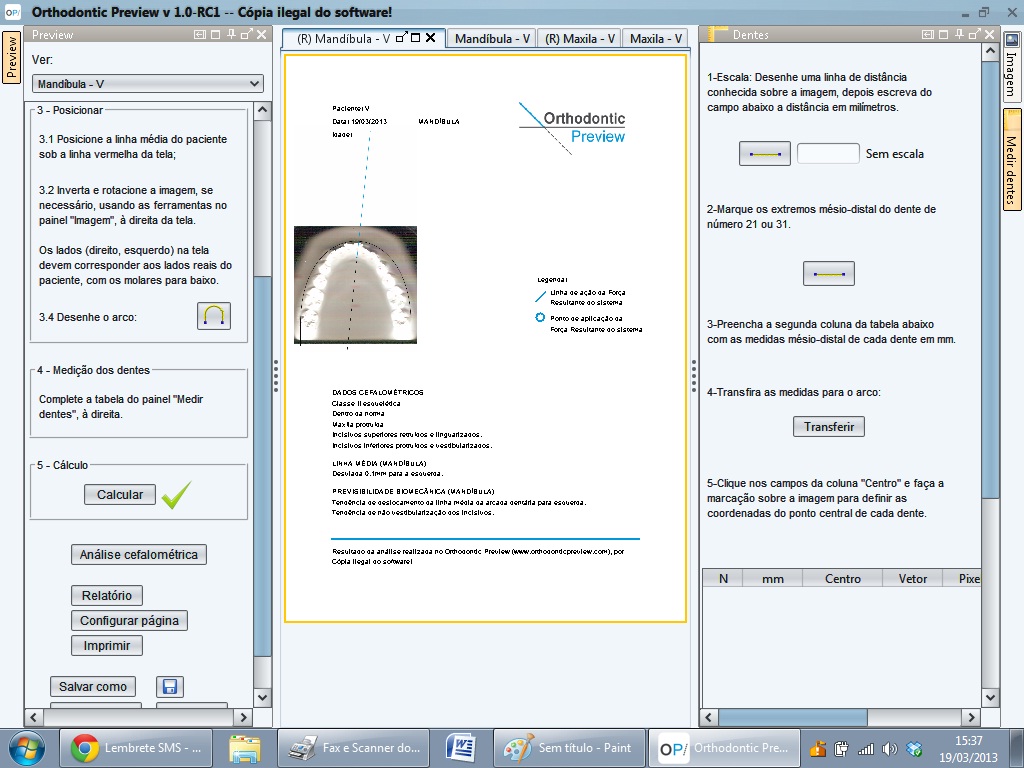 OP/ Orthodontic Preview v 1.0-RC1 -- Cópia ilegal do software!
Preview
Preview
Ver:
Mandíbula - V
3 - Posicionar
3.1 Posicione a linha média do paciente
sob a linha vermelha da tela;
3.2 Inverta e rotacione a imagem, se
necessário, usando as ferramentas no
painel "Imagem", à direita da tela.
Os lados (direito, esquerdo) na tela
devem corresponder aos lados reais do
paciente, com os molares para baixo.
3.4 Desenhe o arco:
4 - Medição dos dentes
Complete a tabela do painel "Medir
dentes", à direita.
5 - Cálculo
Calcular
Análise cefalométrica
Relatório
Configurar página
Imprimir
Salvar como
(R) Mandíbula - V
Mandíbula - V
(R) Maxila - V
Maxila - V
Paciente: V
Data: 19/03/2013 MANDÍBULA
Idade:
Orthodontic
Preview
Legenda:
Linha de ação da Força
Resultante do sistema
Ponto de aplicação da
Força Resultante do sistema
DADOS CEFALOMÉTRICOS
Classe II esquelética
Dentro da norma
Maxila protruída
Incisivos superiores retruídos e lingualizados.
Incisivos inferiores protruídos e vestibularizados.
LINHA MÉDIA (MANDÍBULA)
Desviada 0.1mm para a esquerda.
PREVISIBILIDADE BIOMECÂNICA (MANDÍBULA)
Tendência de deslocamento da linha média da arcada dentária para esquerda.
Tendência de não vestibularização dos incisivos.
Resultado da análise realizada no Orthodontic Preview (www.orthodonticpreview.com), por
Cópia ilegal do software!
Dentes
Imagem
Medir dentes
1-Escala: Desenhe uma linha de distância
conhecida sobre a imagem, depois escreva do
campo abaixo a distância em milímetros.
Sem escala
2-Marque os extremos mésio-distal do dente de
número 21 ou 31.
3-Preencha a segunda coluna da tabela abaixo
com as medidas mésio-distal de cada dente em mm.
4-Transfira as medidas para o arco:
Transferir
5-Clique nos campos da coluna "Centro" e faça a
marcação sobre a imagem para definir as
coordenadas do ponto central de cada dente.
N mm Centro Vetor Pixe
Lembrete SMS - ...
Fax e Scanner do...
Sem título - Paint
OP/ Orthodontic Pre...
15:37
19/03/2013